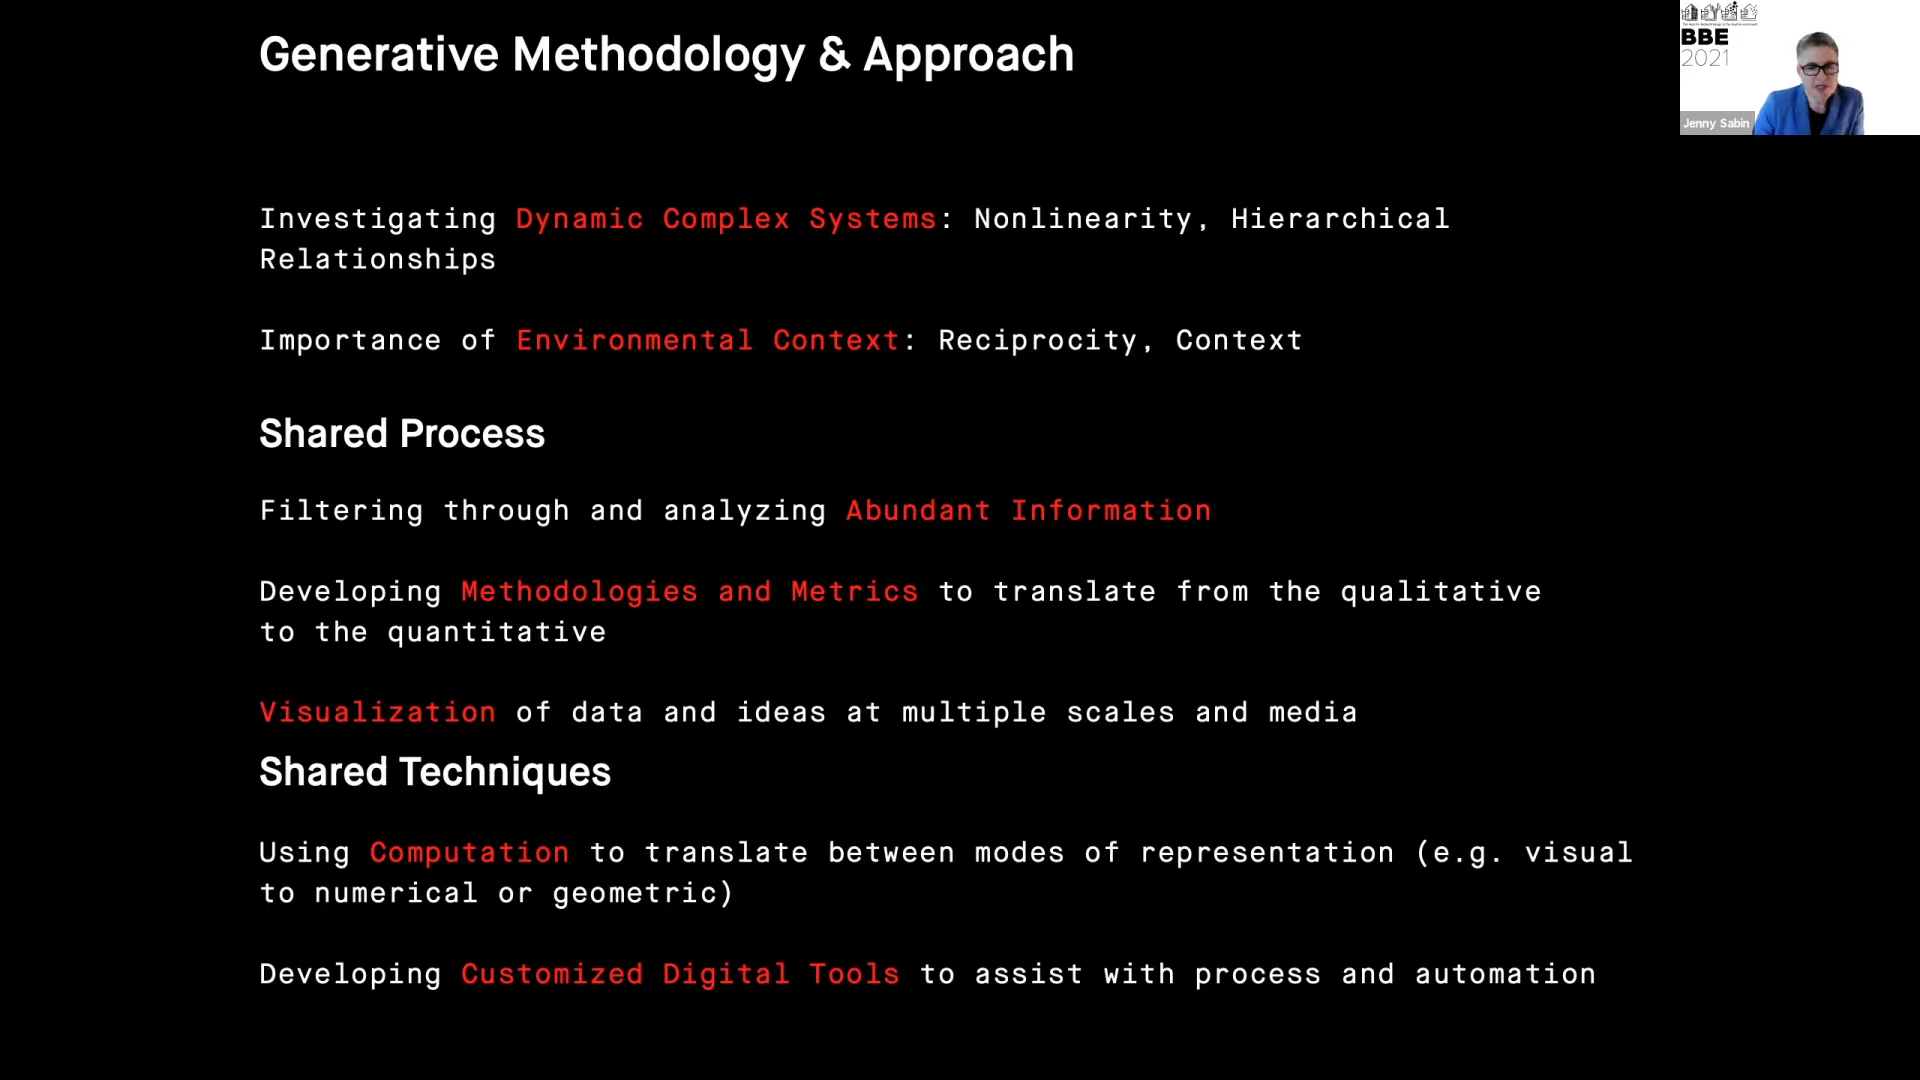 Generative Methodology & Approach
BBE
2021
Jenny Sabin
Investigating Dynamic Complex Systems: Nonlinearity, Hierarchical
Relationships
Importance of Environmental Context: Reciprocity, Context
Shared Process
Filtering through and analyzing Abundant Information
Developing Methodologies and Metrics to translate from the qualitative
to the quantitative
Visualization of data and ideas at multiple scales and media
Shared Techniques
Using Computation to translate between modes of representation (e.g. visual
to numerical or geometric)
Developing Customized Digital Tools to assist with process and automation